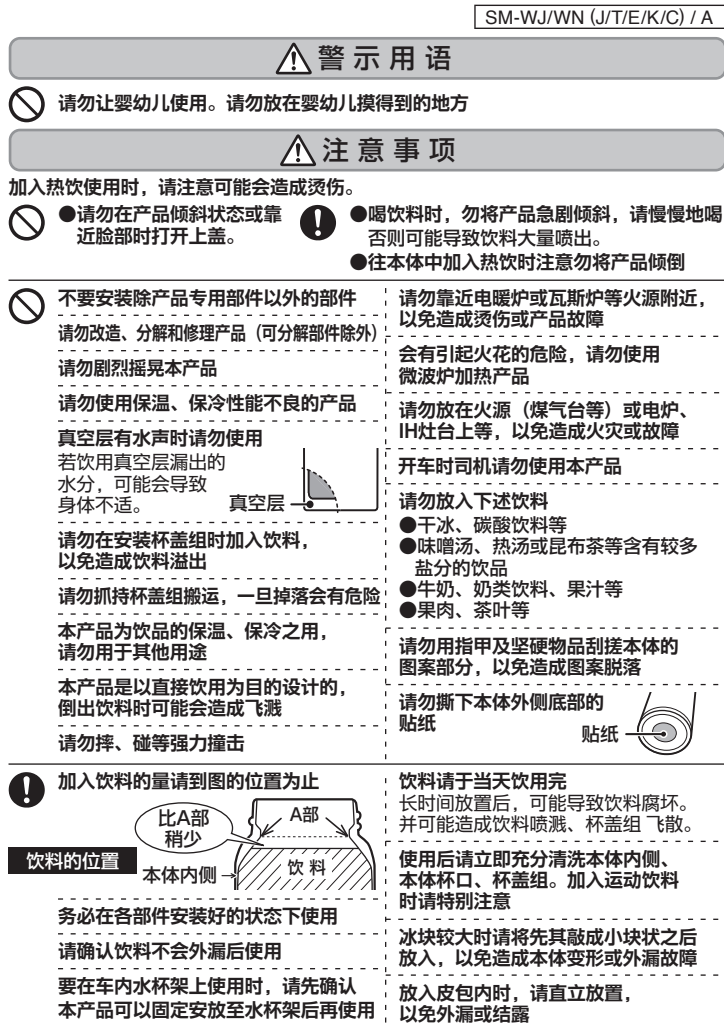 SM-WJ/WN (J/T/E/K/C) / A
警示用语
请勿让婴幼儿使用。请勿放在婴幼儿摸得到的地方
注意事项
加入热饮使用时，请注意可能会造成烫伤。
●请勿在产品倾斜状态或靠
近脸部时打开上盖。
●喝饮料时，勿将产品急剧倾斜，请慢慢地喝
否则可能导致饮料大量喷出。
●往本体中加入热饮时注意勿将产品倾倒
不要安装除产品专用部件以外的部件
请勿改造、分解和修理产品（可分解部件除外）
请勿剧烈摇晃本产品
请勿使用保温、保冷性能不良的产品
真空层有水声时请勿使用
若饮用真空层漏出的
水分，可能会导致
身体不适。
真空层
请勿在安装杯盖组时加入饮料，
以免造成饮料溢出
请勿抓持杯盖组搬运，一旦掉落会有危险
本产品为饮品的保温、保冷之用，
请勿用于其他用途
本产品是以直接饮用为目的设计的，
倒出饮料时可能会造成飞溅
请勿摔、碰等强力撞击
请勿靠近电暖炉或瓦斯炉等火源附近，
以免造成烫伤或产品故障
会有引起火花的危险，请勿使用
微波炉加热产品
请勿放在火源（煤气台等）或电炉、
IH灶台上等，以免造成火灾或故障
开车时司机请勿使用本产品
请勿放入下述饮料
●干冰、碳酸饮料等
●味噌汤、热汤或昆布茶等含有较多
盐分的饮品
●牛奶、奶类饮料、果汁等
●果肉、茶叶等
请勿用指甲及坚硬物品刮搓本体的
图案部分，以免造成图案脱落
请勿撕下本体外侧底部的
贴纸
贴纸
加入饮料的量请到图的位置为止
比A部
稍少
A部
饮料的位置
本体内侧
饮料
务必在各部件安装好的状态下使用
请确认饮料不会外漏后使用
要在车内水杯架上使用时，请先确认
本产品可以固定安放至水杯架后再使用
饮料请于当天饮用完
长时间放置后，可能导致饮料腐坏。
并可能造成饮料喷溅、杯盖组 飞散。
使用后请立即充分清洗本体内侧、
本体杯口、杯盖组。加入运动饮料
时请特别注意
冰块较大时请将先其敲成小块状之后
放入，以免造成本体变形或外漏故障
放入皮包内时，请直立放置，
以免外漏或结露